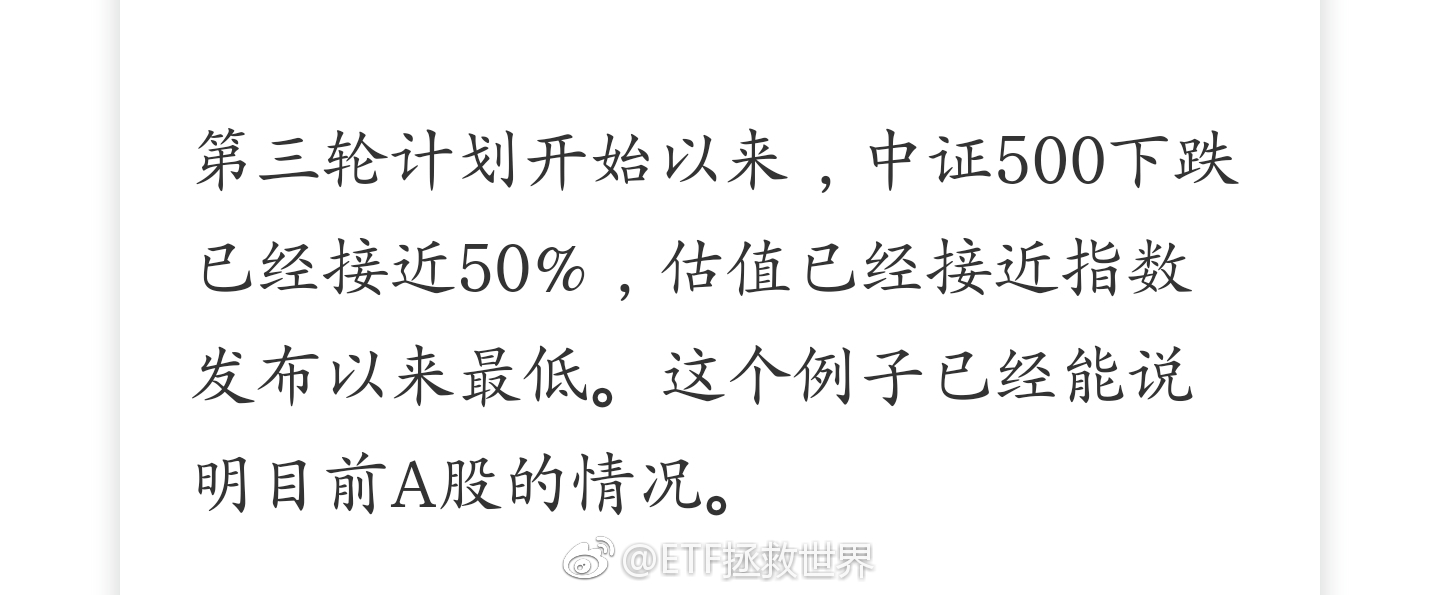 第三轮计划开始以来，中证500下跌
已经接近50%，估值已经接近指数
发布以来最低。这个例子已经能说
明目前A股的情况。
@ETF拯救世界